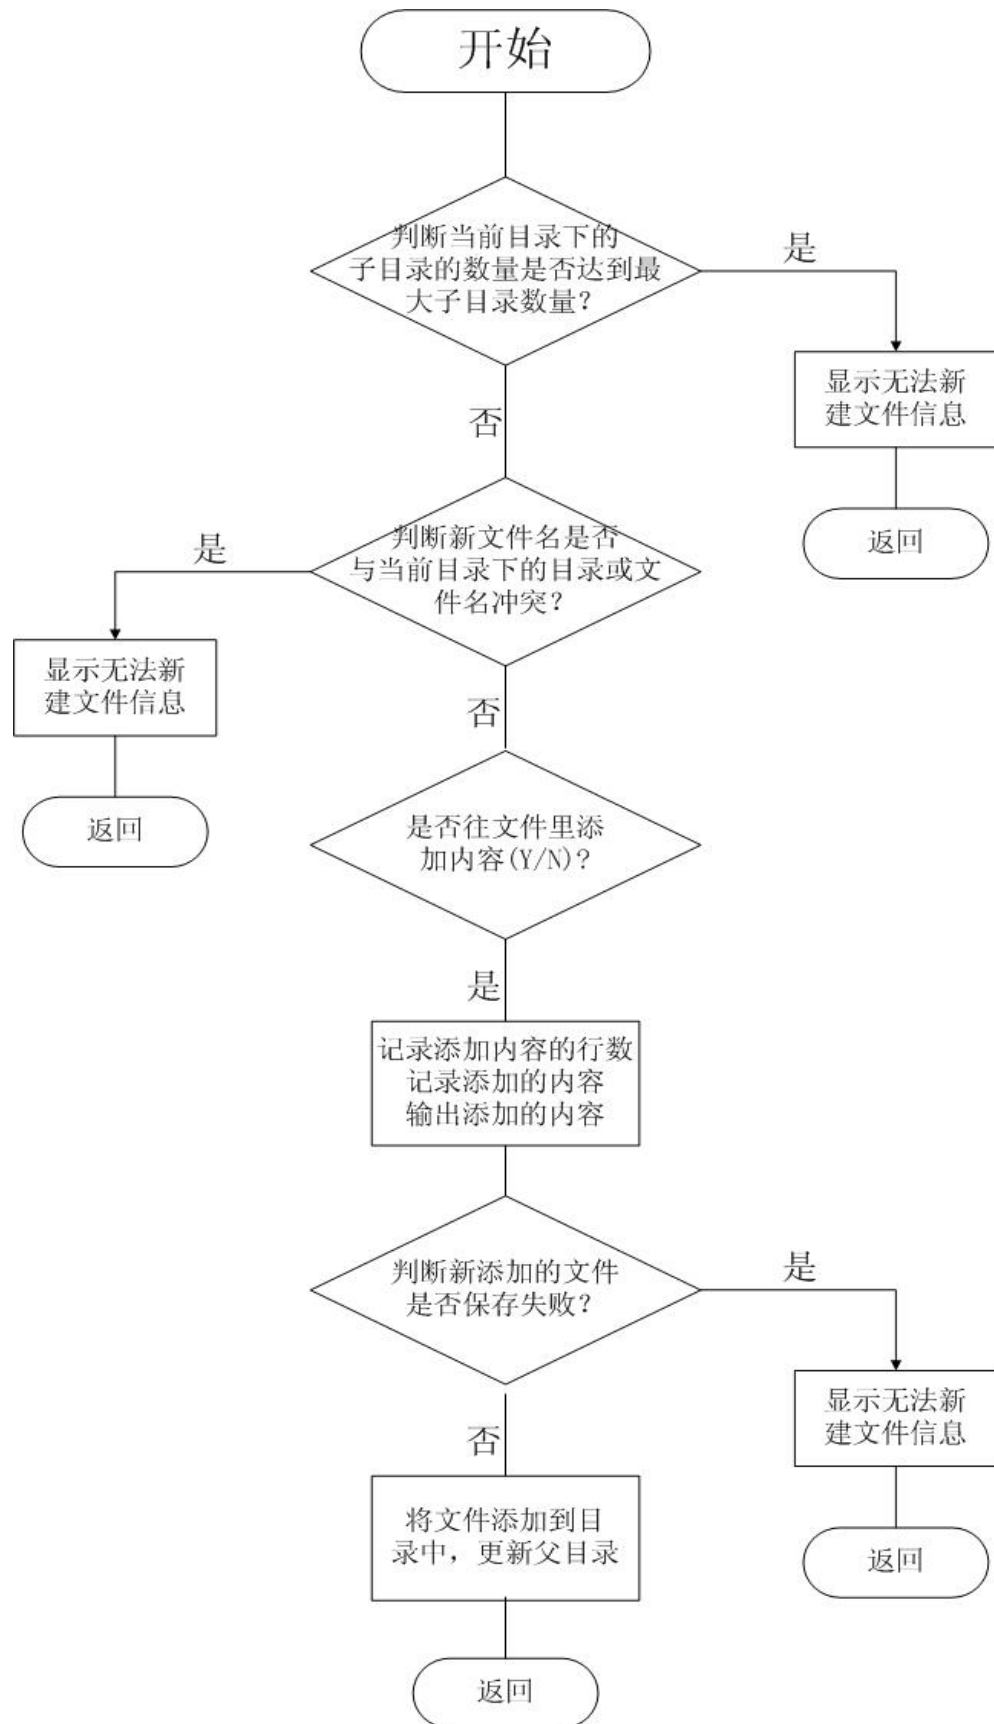 开始
判断当前目录下的
子目录的数量是否达到最
大子目录数量？
是
显示无法新
建文件信息
返回
否
判断新文件名是否
与当前目录下的目录或文
件名冲突？
是
显示无法新
建文件信息
返回
否
是否往文件里添
加内容(Y/N)?
是
记录添加内容的行数
记录添加的内容
输出添加的内容
判断新添加的文件
是否保存失败？
是
显示无法新
建文件信息
返回
否
将文件添加到目
录中，更新父目录
返回